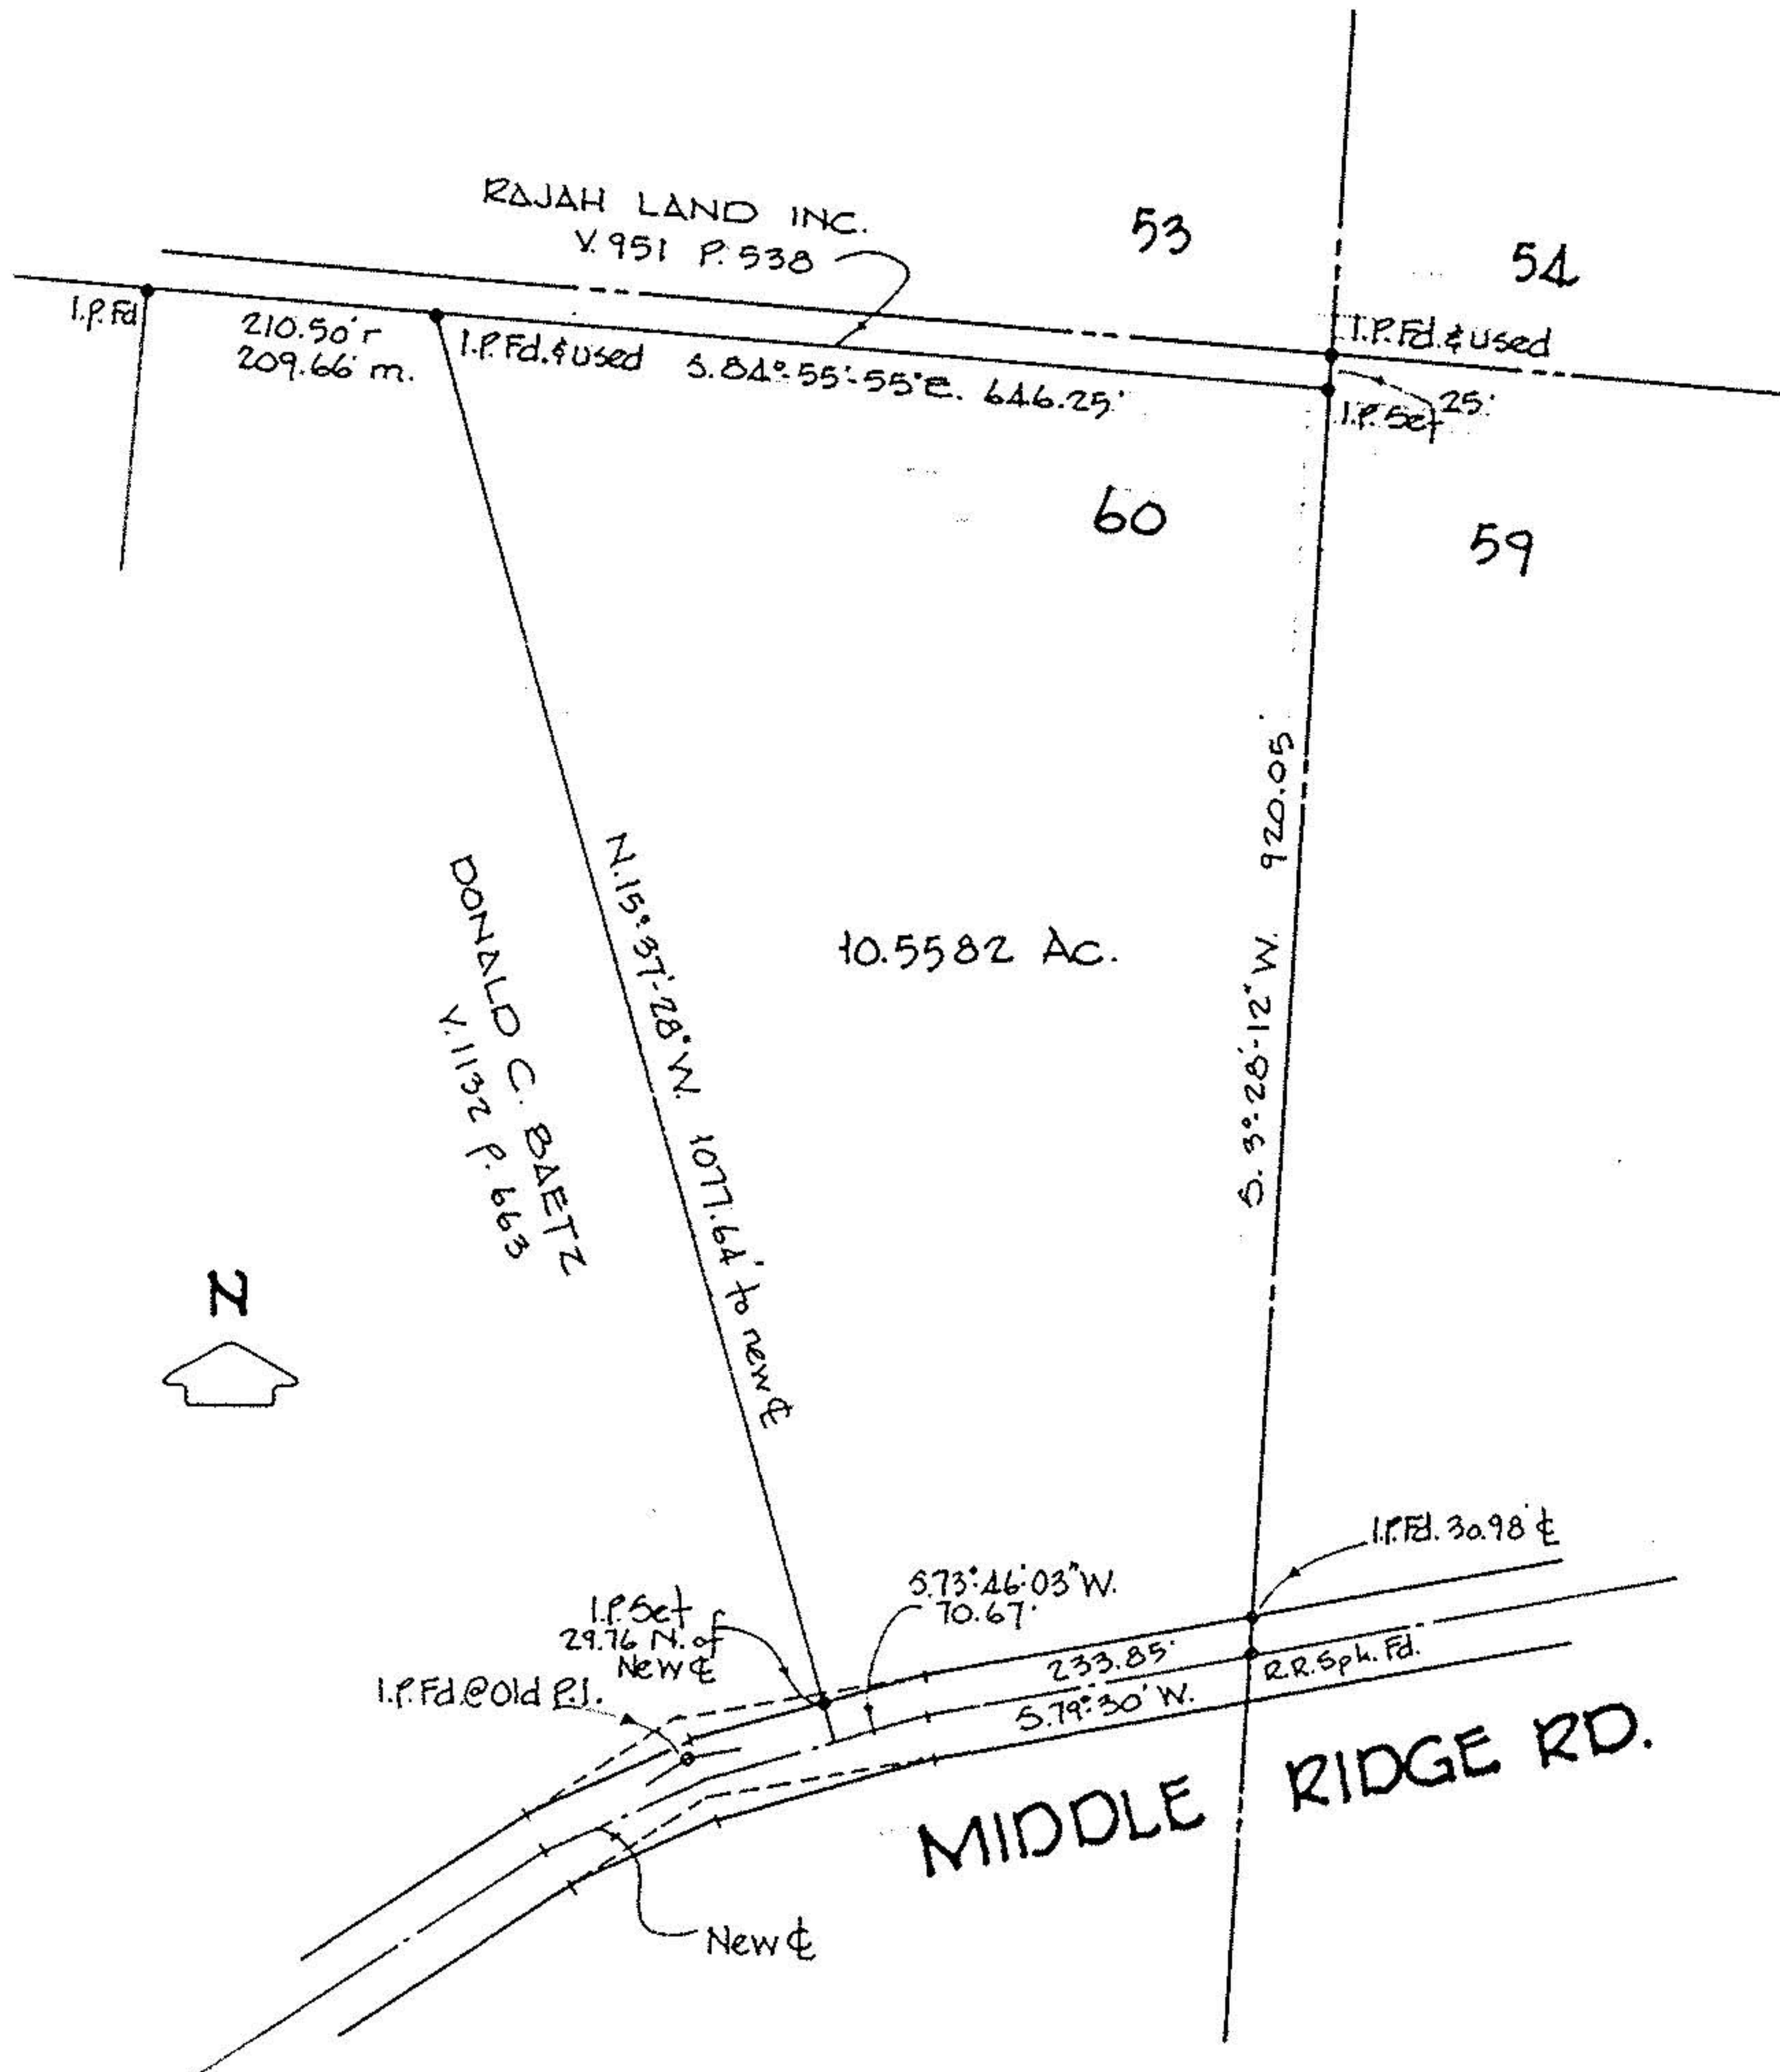 RAJAH LAND INC.
V. 951 P. 538
53
54
I.P. Fd
210.50' r
209.66' m.
I.P. Fd. & used
S. 84°-55'-55" E. 646.25'
I.P. Fd. & used
25'
I.P. Set
60
59
N. 15°-37'-28" W. 1077.64' to new ℄
DONALD C. BAETZ
V. 1132 P. 663
10.5582 Ac.
S. 3°-28'-12" W. 920.05'
N
I.P. Fd. 30.98' ℄
S.73°-46'-03" W.
70.67'
I.P. Set
29.76 N. of
New ℄
I.P. Fd. @ Old P.I.
233.85'
S. 79°-30' W.
R.R. Spk. Fd.
MIDDLE RIDGE RD.
New ℄